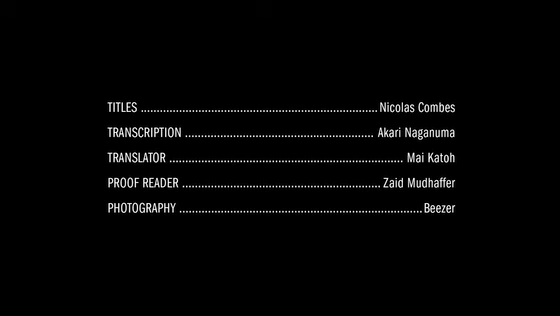 TITLES ........................................................................... Nicolas Combes
TRANSCRIPTION ............................................................ Akari Naganuma
TRANSLATOR ........................................................................... Mai Katoh
PROOF READER ............................................................... Zaid Mudhaffer
PHOTOGRAPHY ............................................................................. Beezer